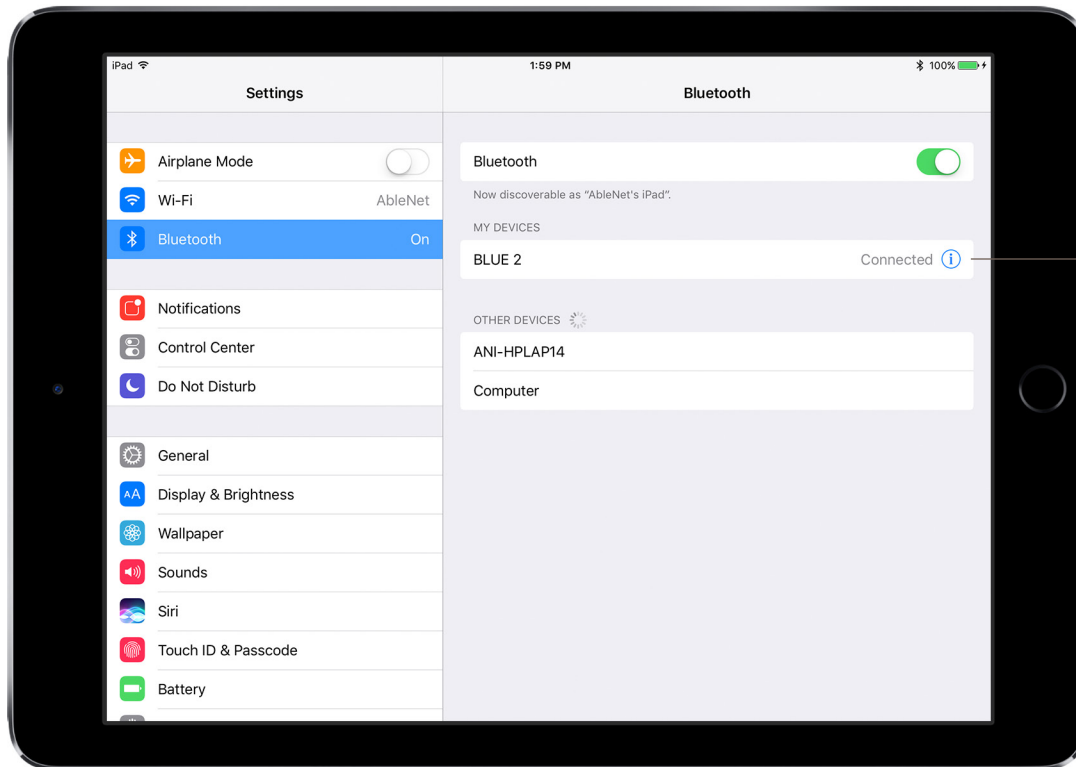 iPad
1:59 PM
100%
Settings
Airplane Mode
Wi-Fi AbleNet
Bluetooth On
Notifications
Control Center
Do Not Disturb
General
AA Display & Brightness
Wallpaper
Sounds
Siri
Touch ID & Passcode
Battery
Bluetooth
Bluetooth
Now discoverable as “AbleNet's iPad”.
MY DEVICES
BLUE 2 Connected i
OTHER DEVICES
ANI-HPLAP14
Computer